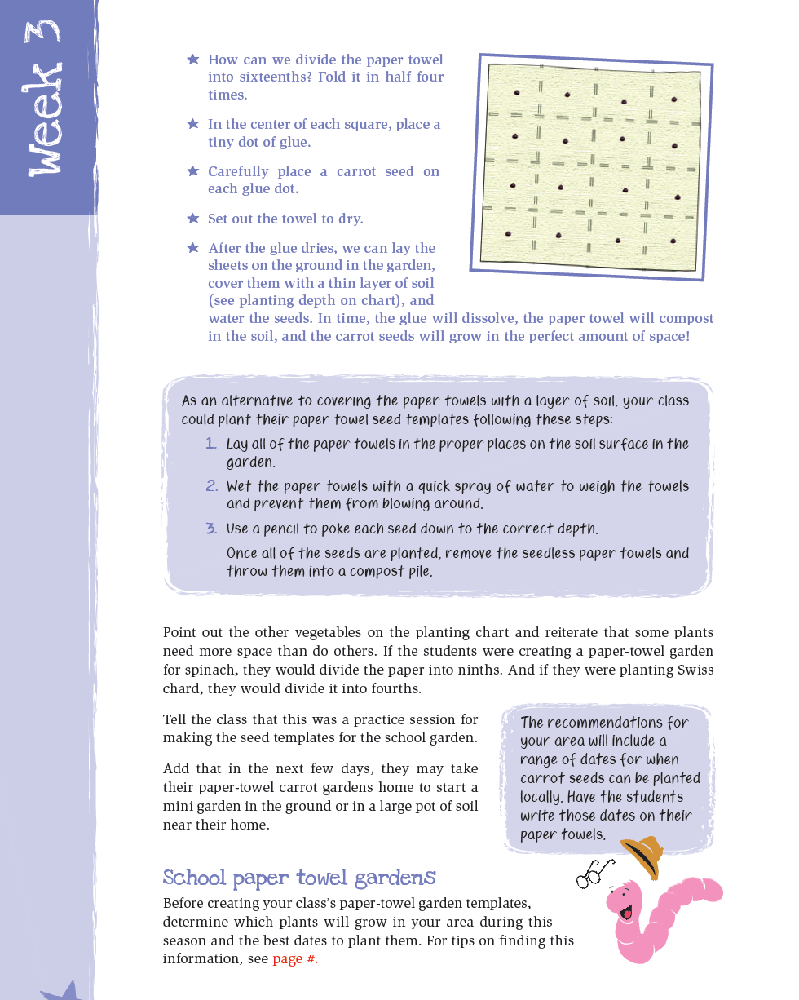 Week 3
How can we divide the paper towel
into sixteenths? Fold it in half four
times.
In the center of each square, place a
tiny dot of glue.
Carefully place a carrot seed on
each glue dot.
Set out the towel to dry.
After the glue dries, we can lay the
sheets on the ground in the garden,
cover them with a thin layer of soil
(see planting depth on chart), and
water the seeds. In time, the glue will dissolve, the paper towel will compost
in the soil, and the carrot seeds will grow in the perfect amount of space!
As an alternative to covering the paper towels with a layer of soil, your class
could plant their paper towel seed templates following these steps:
1. Lay all of the paper towels in the proper places on the soil surface in the
garden.
2. Wet the paper towels with a quick spray of water to weigh the towels
and prevent them from blowing around.
3. Use a pencil to poke each seed down to the correct depth.
Once all of the seeds are planted, remove the seedless paper towels and
throw them into a compost pile.
Point out the other vegetables on the planting chart and reiterate that some plants
need more space than do others. If the students were creating a paper-towel garden
for spinach, they would divide the paper into ninths. And if they were planting Swiss
chard, they would divide it into fourths.
Tell the class that this was a practice session for
making the seed templates for the school garden.
Add that in the next few days, they may take
their paper-towel carrot gardens home to start a
mini garden in the ground or in a large pot of soil
near their home.
The recommendations for
your area will include a
range of dates for when
carrot seeds can be planted
locally. Have the students
write those dates on their
paper towels.
School paper towel gardens
Before creating your class's paper-towel garden templates,
determine which plants will grow in your area during this
season and the best dates to plant them. For tips on finding this
information, see page #.